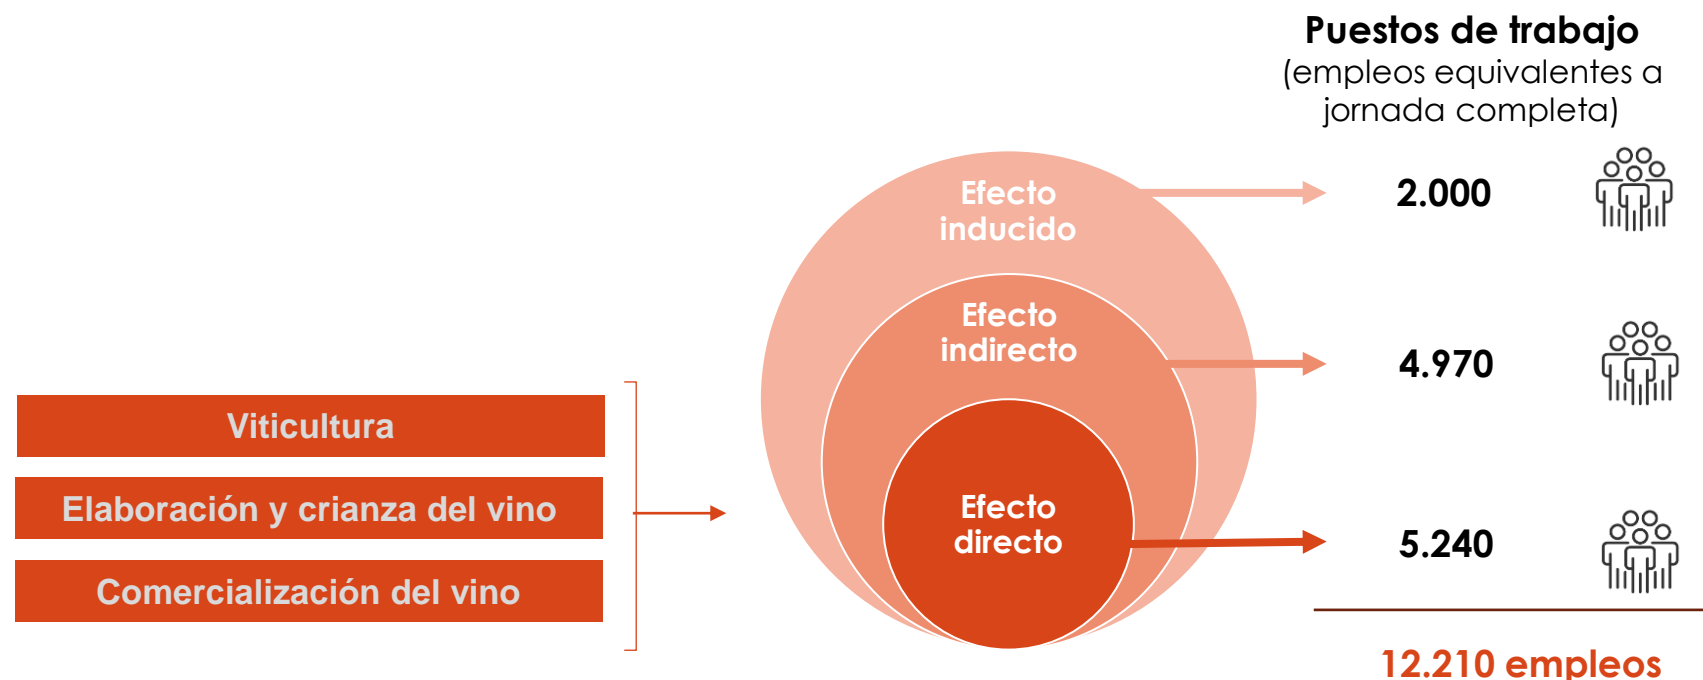 Puestos de trabajo
(empleos equivalentes a
jornada completa)
Efecto
inducido
2.000
Efecto
indirecto
4.970
Viticultura
Elaboración y crianza del vino
Comercialización del vino
Efecto
directo
5.240
12.210 empleos